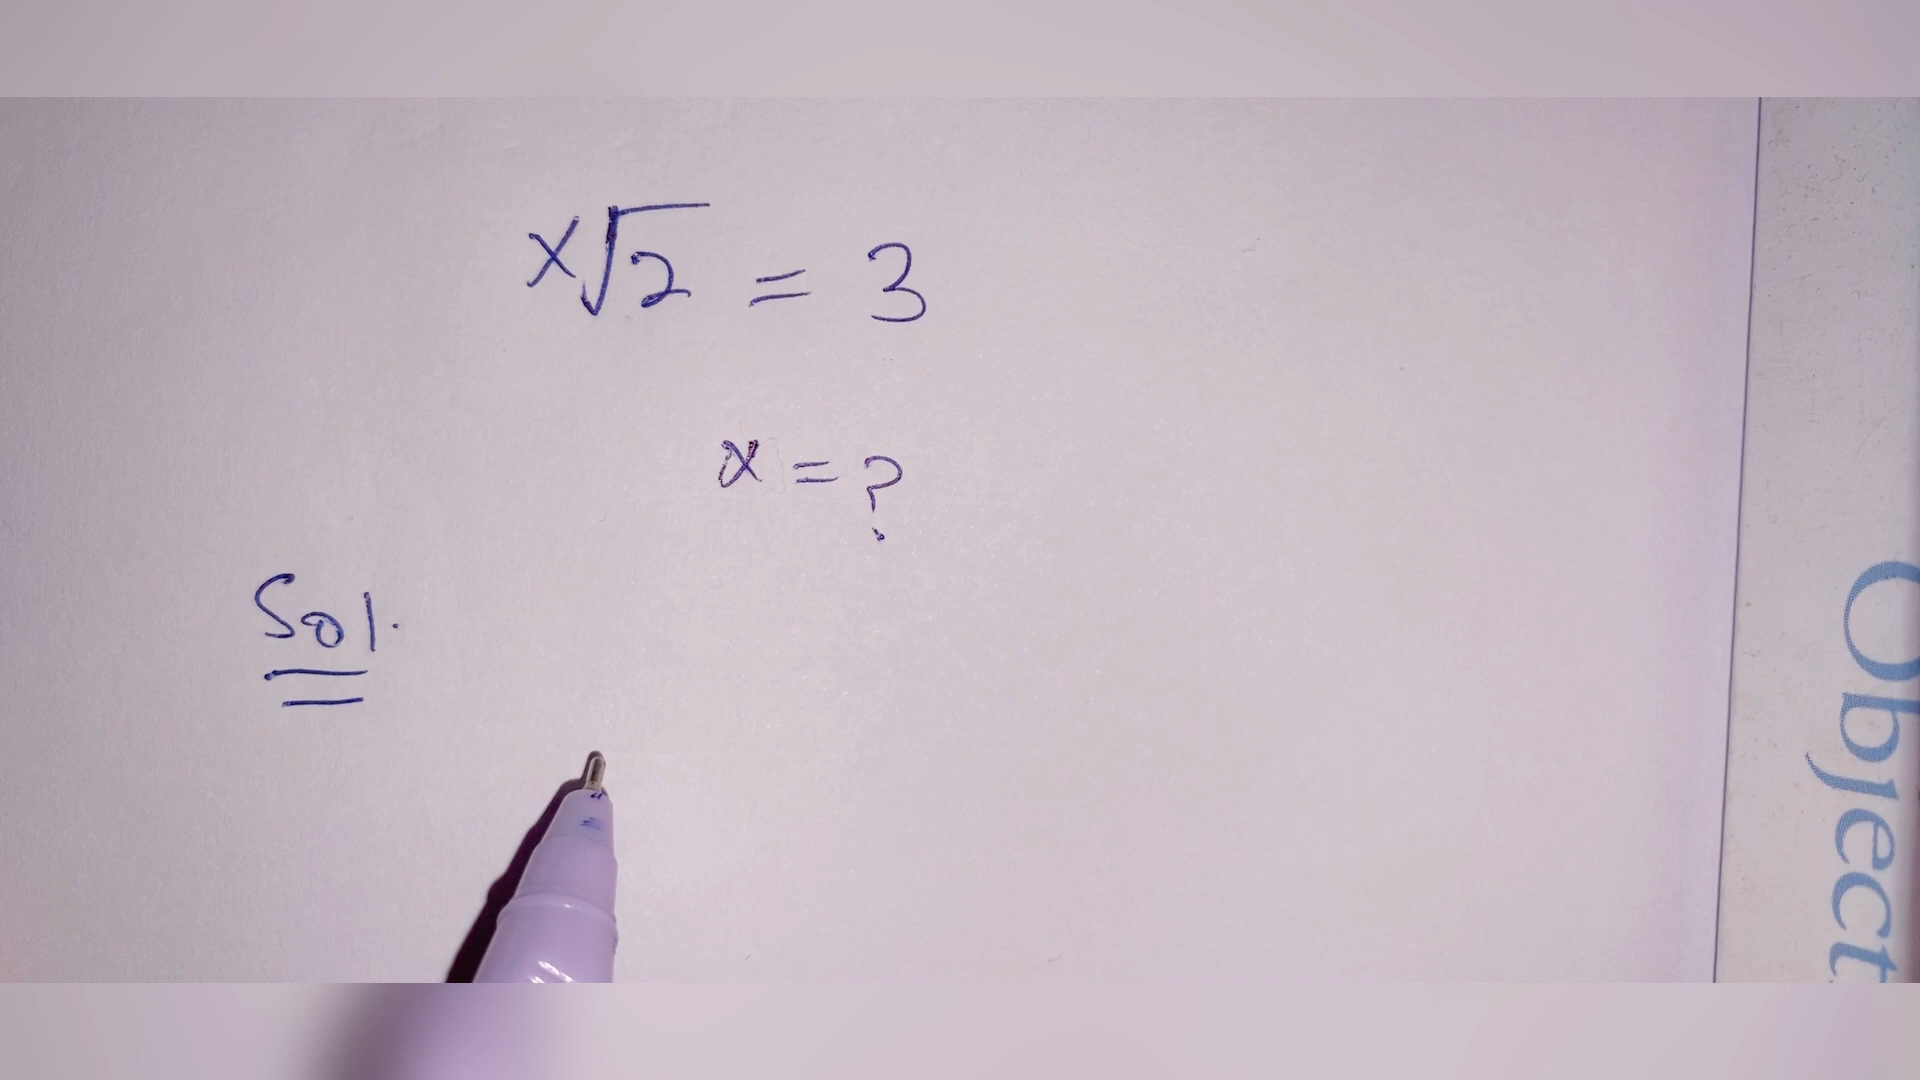 ˣ√2 = 3
x = ?
Sol.
Object